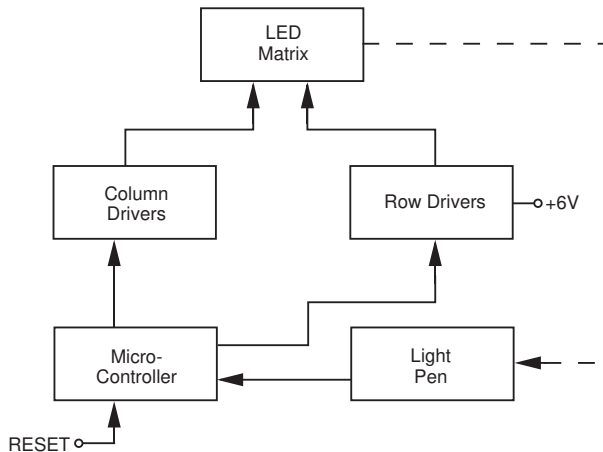 LED
Matrix
Column
Drivers
Row Drivers
+6V
Micro-
Controller
Light
Pen
RESET